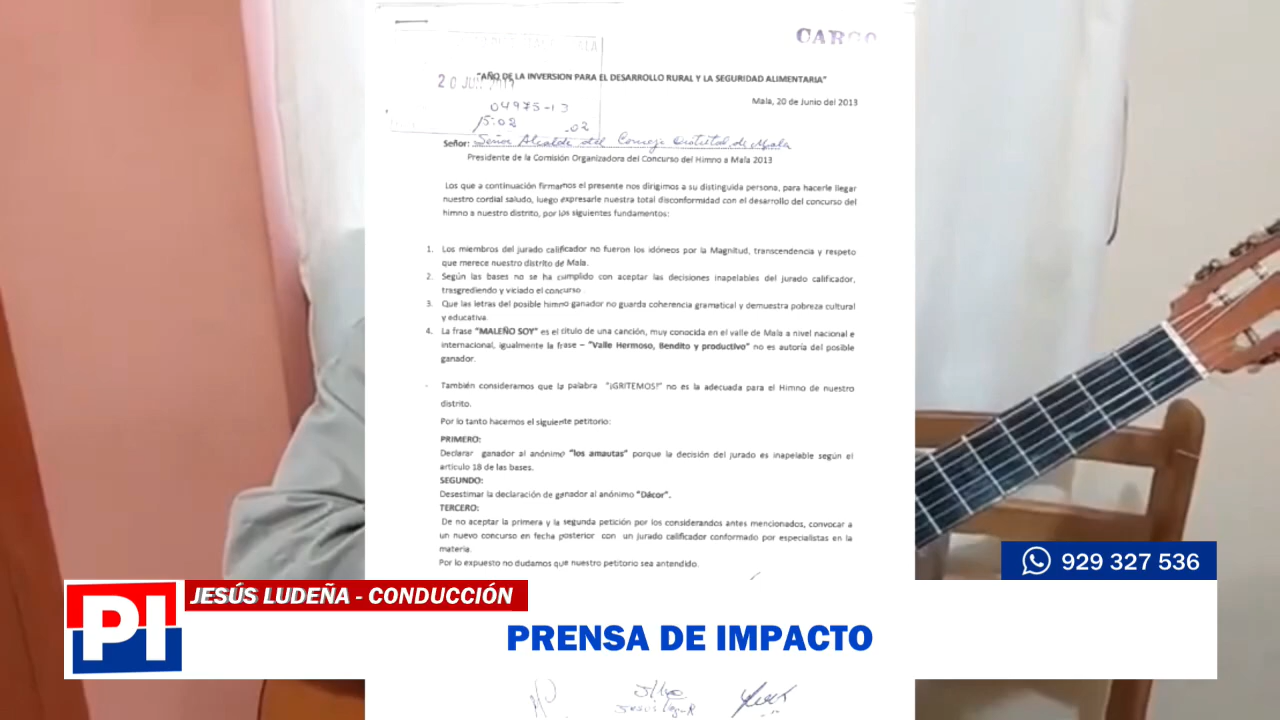 CARGO
20 JUN 2013
"AÑO DE LA INVERSION PARA EL DESARROLLO RURAL Y LA SEGURIDAD ALIMENTARIA"
Mala, 20 de Junio del 2013
04975-13
15:02 .02
Señor: Señor Alcalde del Concejo Distrital de Mala
Presidente de la Comisión Organizadora del Concurso del Himno a Mala 2013
Los que a continuación firmamos el presente nos dirigimos a su distinguida persona, para hacerle llegar
nuestro cordial saludo, luego expresarle nuestra total disconformidad con el desarrollo del concurso del
himno a nuestro distrito, por los siguientes fundamentos:
1. Los miembros del jurado calificador no fueron los idóneos por la Magnitud, transcendencia y respeto
que merece nuestro distrito de Mala.
2. Según las bases no se ha cumplido con aceptar las decisiones inapelables del jurado calificador,
trasgrediendo y viciado el concurso
3. Que las letras del posible himno ganador no guarda coherencia gramatical y demuestra pobreza cultural
y educativa.
4. La frase "MALEÑO SOY" es el título de una canción, muy conocida en el valle de Mala a nivel nacional e
internacional, igualmente la frase – "Valle Hermoso, Bendito y productivo" no es autoría del posible
ganador.
- También consideramos que la palabra "¡GRITEMOS!" no es la adecuada para el Himno de nuestro
distrito.
Por lo tanto hacemos el siguiente petitorio:
PRIMERO:
Declarar ganador al anónimo "los amautas" porque la decisión del jurado es inapelable según el
artículo 18 de las bases.
SEGUNDO:
Desestimar la declaración de ganador al anónimo "Dácor".
TERCERO:
De no aceptar la primera y la segunda petición por los considerandos antes mencionados, convocar a
un nuevo concurso en fecha posterior con un jurado calificador conformado por especialistas en la
materia.
Por lo expuesto no dudamos que nuestro petitorio sea antendido.
929 327 536
JESÚS LUDEÑA - CONDUCCIÓN
PI
PRENSA DE IMPACTO